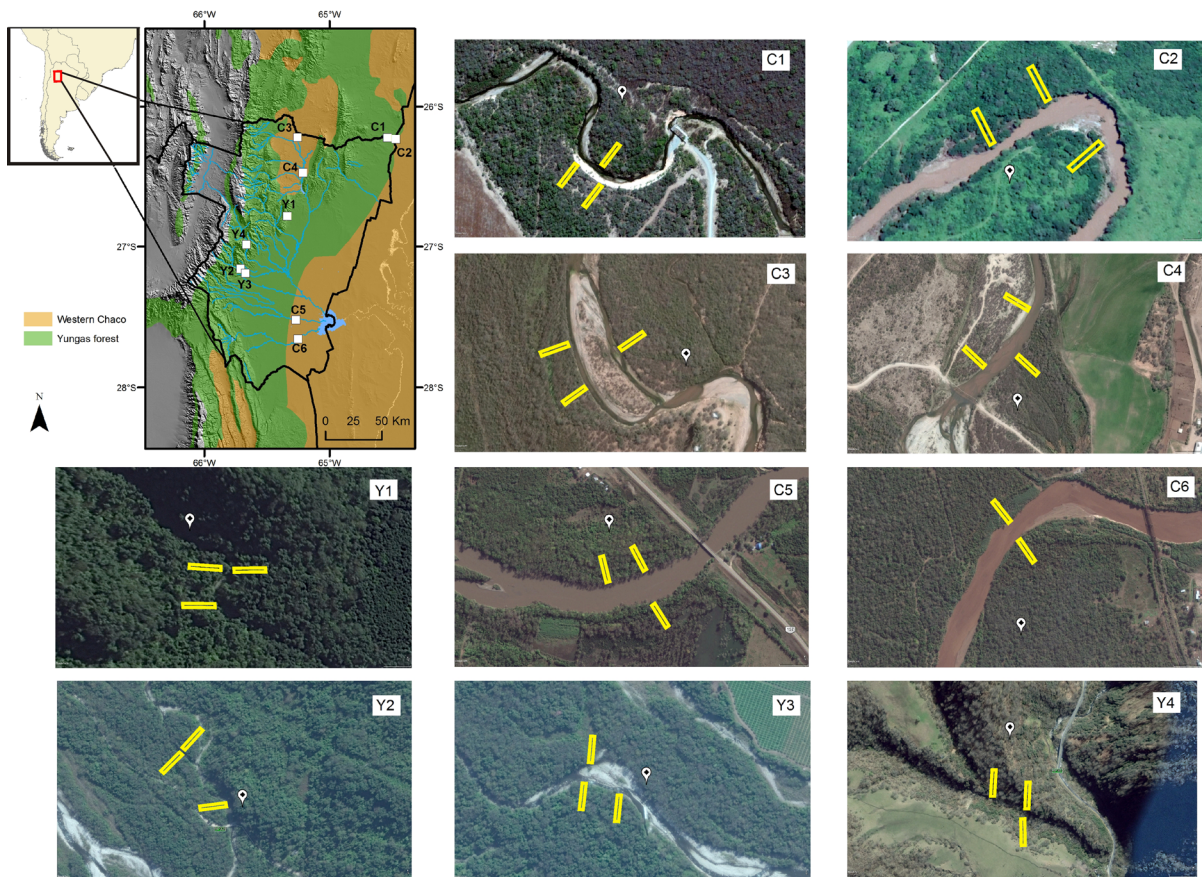 66°W 65°W
26°S
27°S
28°S
C3
C1
C2
C4
Y1
Y4
Y2
Y3
C5
C6
Western Chaco
Yungas forest
N
0 25 50 Km
66°W 65°W
C1
C2
C3
C4
Y1
C5
C6
Y2
Y3
Y4